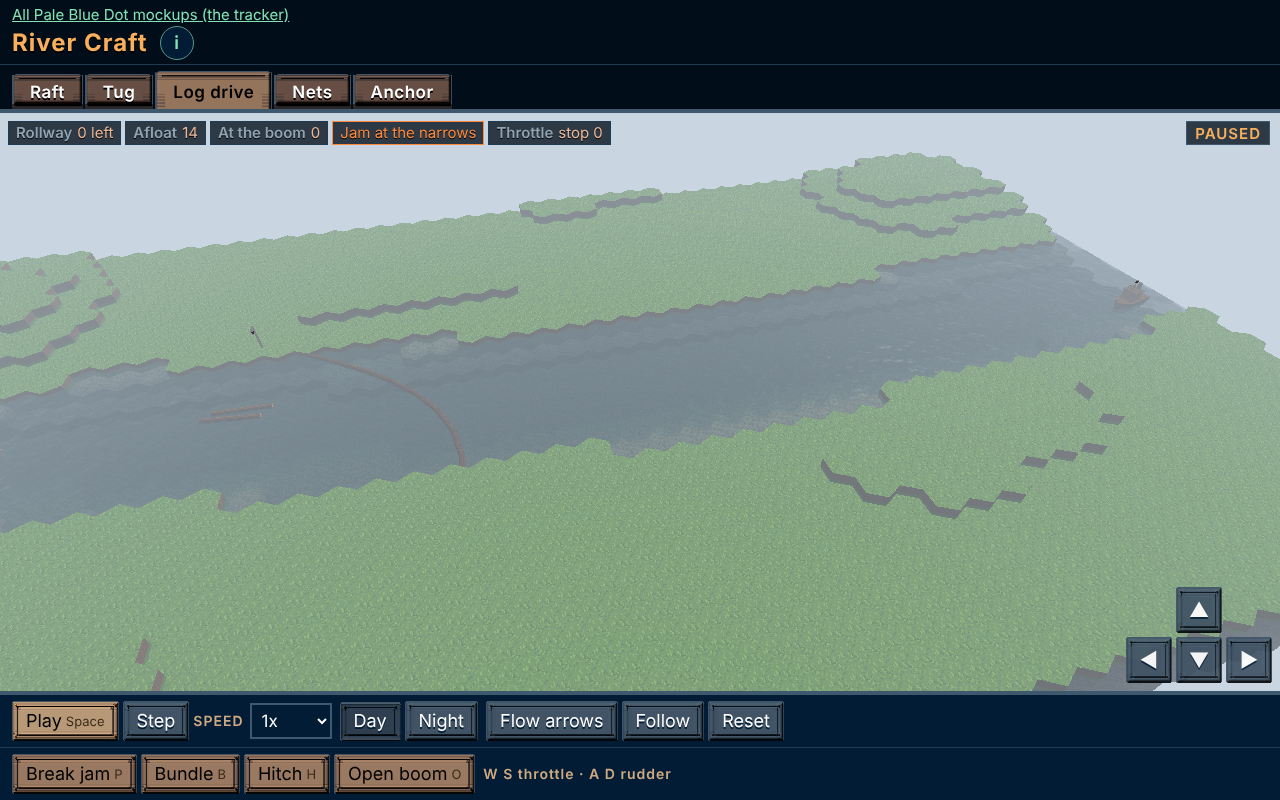 All Pale Blue Dot mockups (the tracker)
River Craft i
Raft Tug Log drive Nets Anchor
Rollway 0 left Afloat 14 At the boom 0 Jam at the narrows Throttle stop 0 PAUSED
Play Space Step SPEED 1x Day Night Flow arrows Follow Reset
Break jam P Bundle B Hitch H Open boom O W S throttle · A D rudder